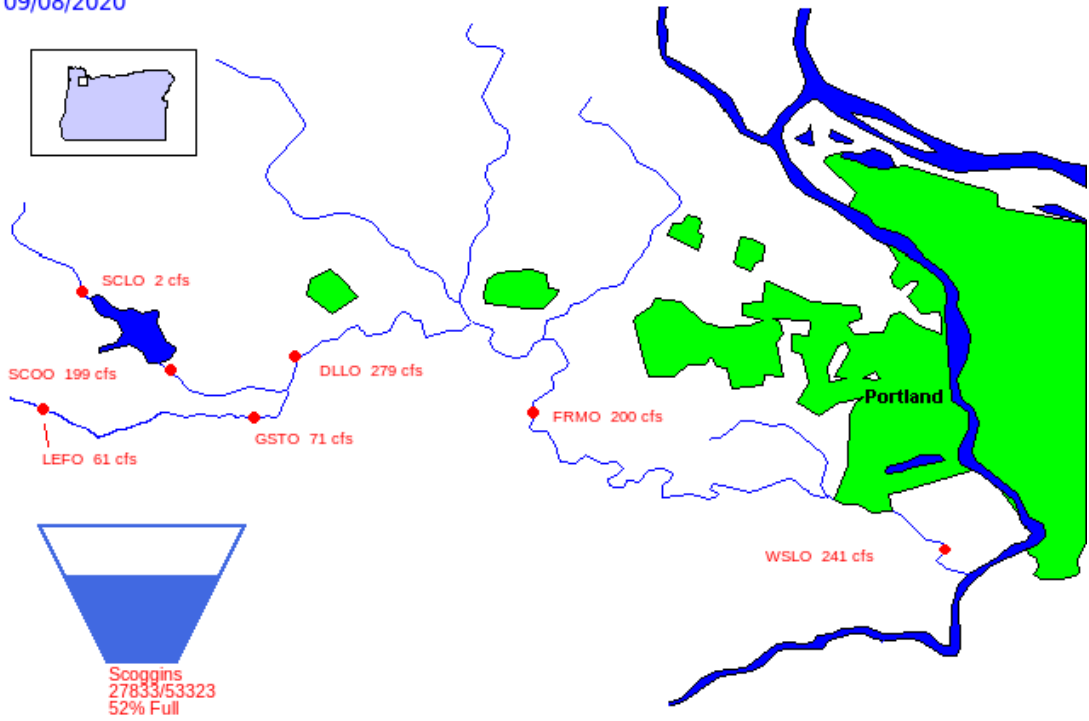 09/08/2020
SCLO 2 cfs
SCOO 199 cfs
DLLO 279 cfs
Portland
FRMO 200 cfs
GSTO 71 cfs
LEFO 61 cfs
WSLO 241 cfs
Scoggins
27833/53323
52% Full